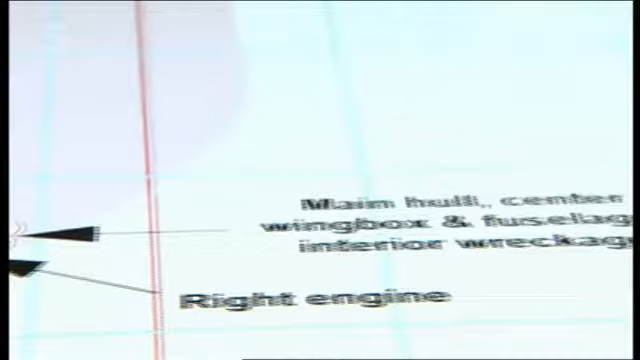 Main hull, center
wingbox & fuselag
interior wreckag
Right engine